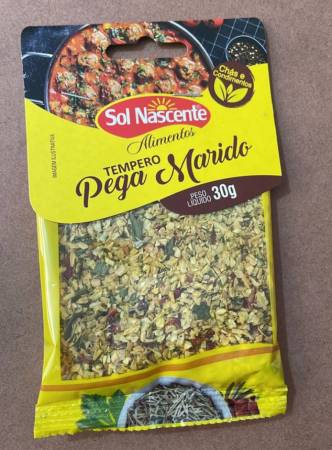 Chás e
Condimentos
Sol Nascente
Alimentos
TEMPERO
Pega Marido
PESO
LÍQUIDO 30g
IMAGEM ILUSTRATIVA